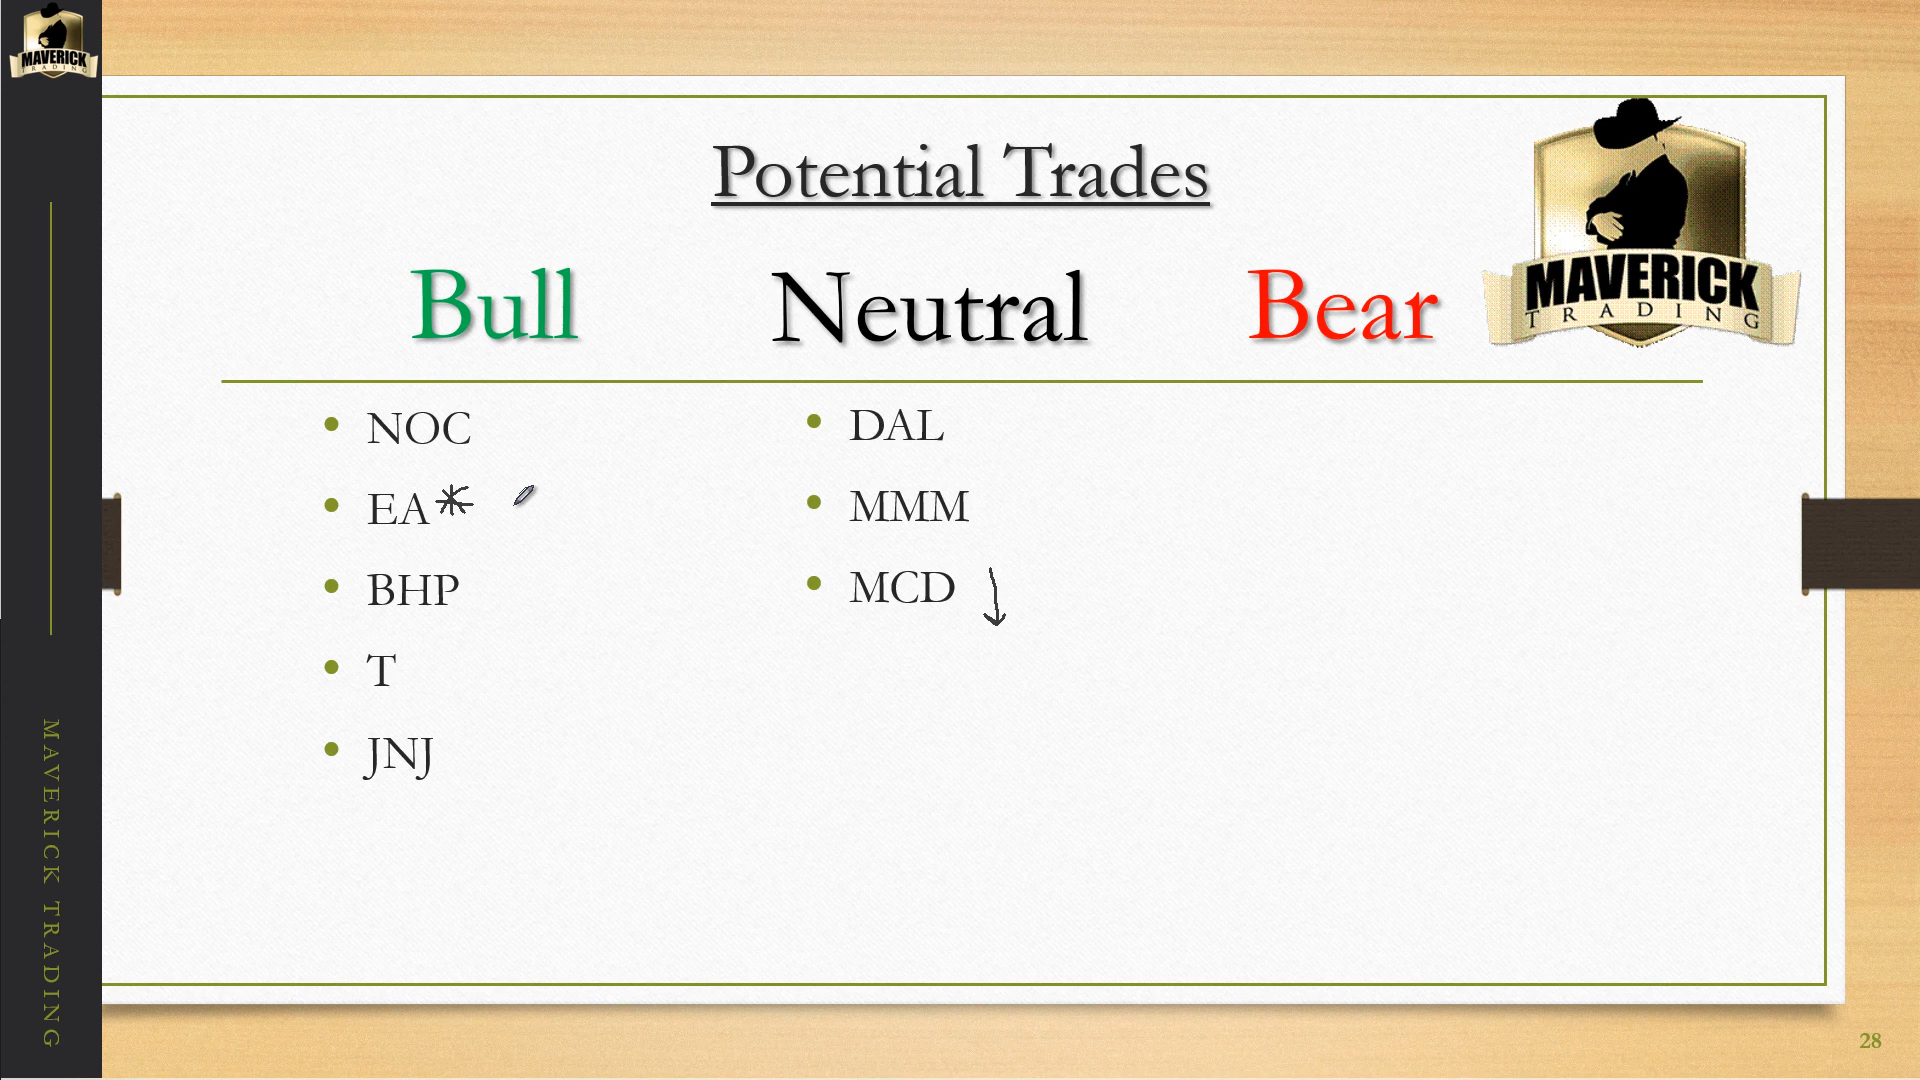 MAVERICK
TRADING
Potential Trades
MAVERICK
TRADING
Bull
Neutral
Bear
• NOC
• EA*
• BHP
• T
• JNJ
• DAL
• MMM
• MCD ↓
MAVERICK TRADING
28